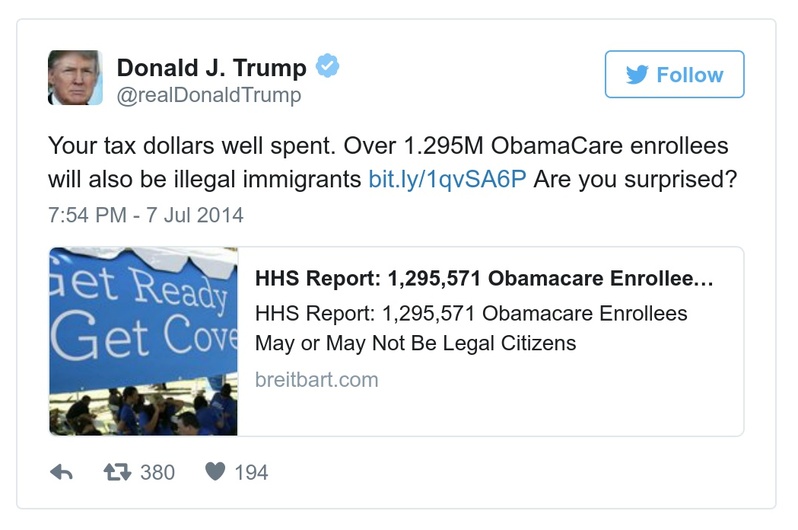 Donald J. Trump
@realDonaldTrump
Follow
Your tax dollars well spent. Over 1.295M ObamaCare enrollees
will also be illegal immigrants bit.ly/1qvSA6P Are you surprised?
7:54 PM - 7 Jul 2014
Get Ready
Get Cove
HHS Report: 1,295,571 Obamacare Enrollee...
HHS Report: 1,295,571 Obamacare Enrollees
May or May Not Be Legal Citizens
breitbart.com
380 194